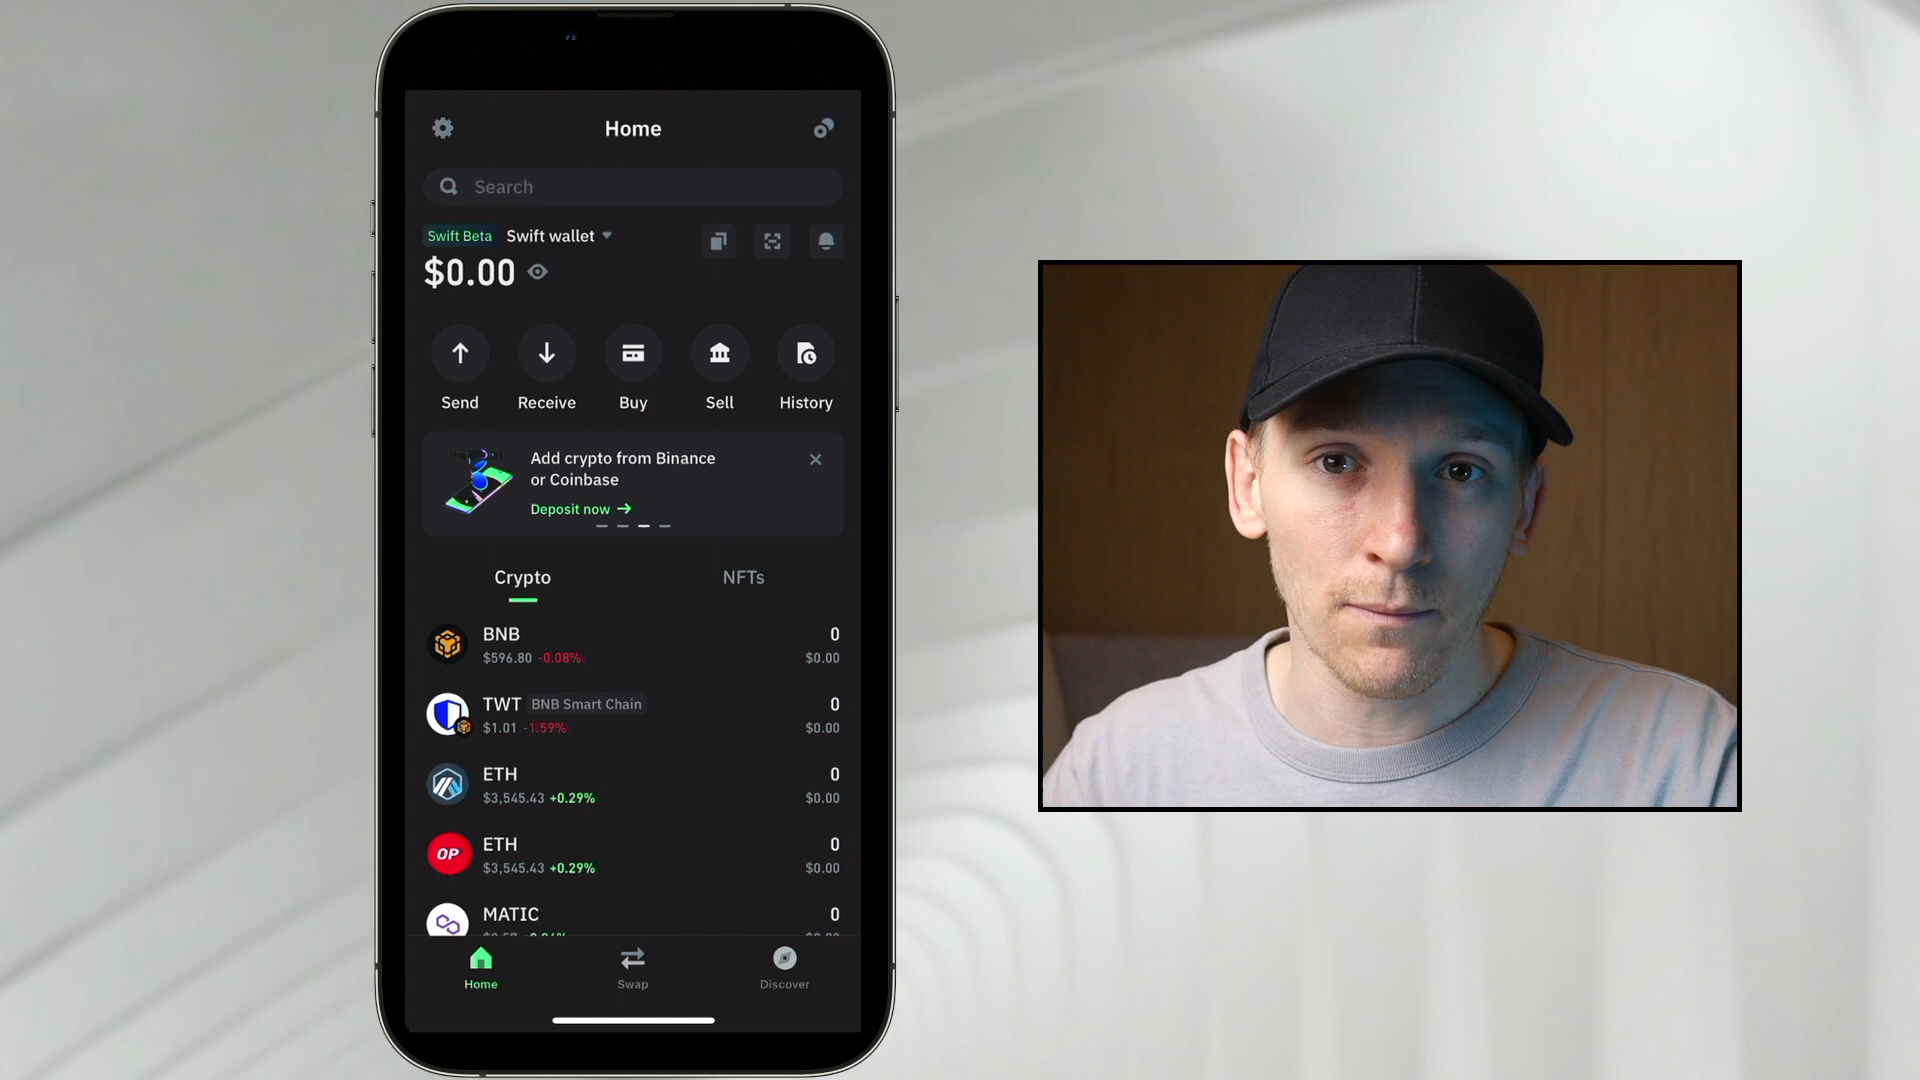 Home
Search
Swift Beta Swift wallet
$0.00
Send Receive Buy Sell History
Add crypto from Binance
or Coinbase
Deposit now →
Crypto NFTs
BNB 0
$596.80 -0.08% $0.00
TWT BNB Smart Chain 0
$1.01 -1.59% $0.00
ETH 0
$3,545.43 +0.29% $0.00
OP
ETH 0
$3,545.43 +0.29% $0.00
MATIC 0
Home Swap Discover